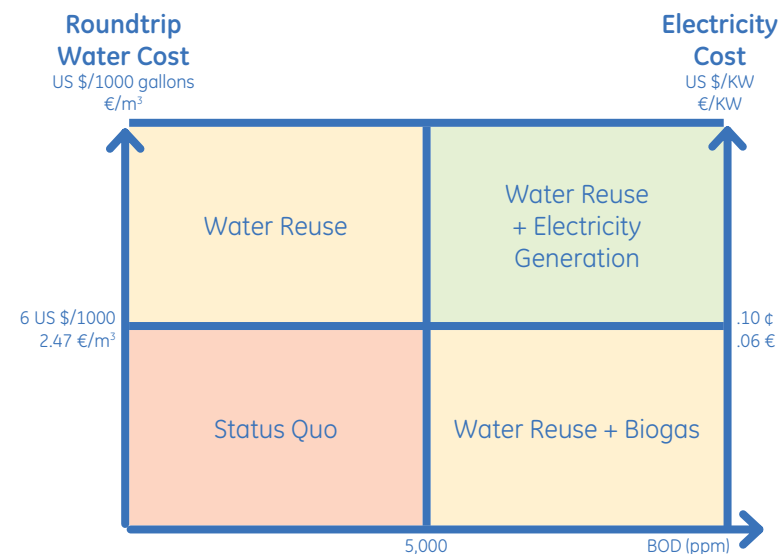 Roundtrip
Water Cost
US $/1000 gallons
€/m³
Electricity
Cost
US $/KW
€/KW
Water Reuse
Water Reuse
+ Electricity
Generation
6 US $/1000
2.47 €/m³
.10 ¢
.06 €
Status Quo
Water Reuse + Biogas
5,000
BOD (ppm)